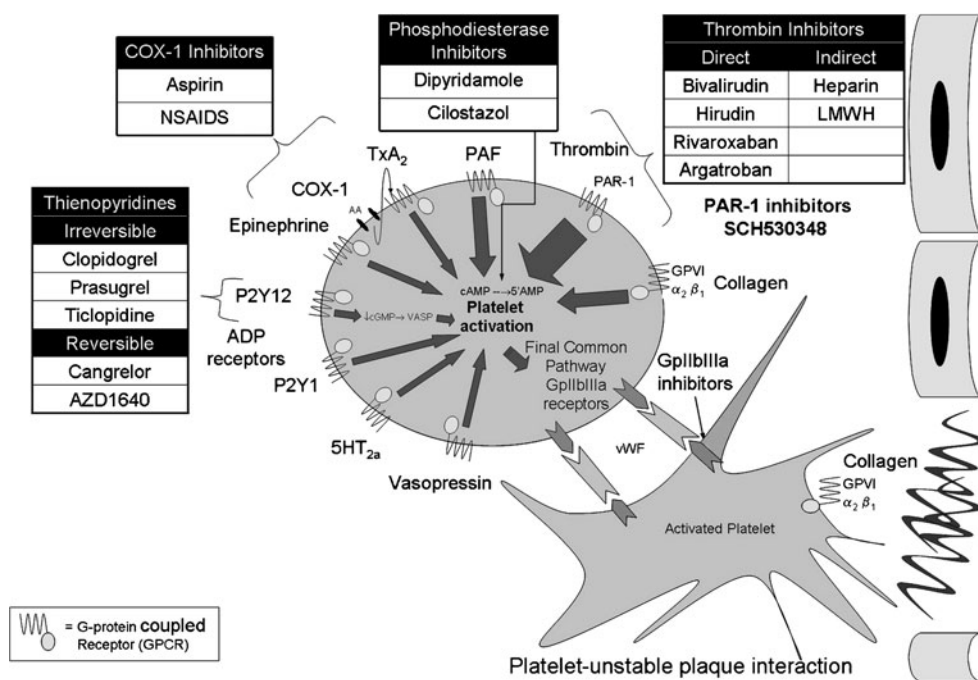 COX-1 Inhibitors
Aspirin
NSAIDS
Phosphodiesterase
Inhibitors
Dipyridamole
Cilostazol
Thrombin Inhibitors
Direct Indirect
Bivalirudin Heparin
Hirudin LMWH
Rivaroxaban
Argatroban
PAR-1 inhibitors
SCH530348
Thienopyridines
Irreversible
Clopidogrel
Prasugrel
Ticlopidine
Reversible
Cangrelor
AZD1640
TxA2
PAF
Thrombin
PAR-1
COX-1
AA
Epinephrine
P2Y12
ADP
receptors
P2Y1
5HT2a
Vasopressin
GPVI
α2 β1
Collagen
cAMP --→5'AMP
Platelet
activation
↓cGMP→ VASP
Final Common
Pathway
GpIIbIIIa
receptors
GpIIbIIIa
inhibitors
vWF
Collagen
GPVI
α2 β1
Activated Platelet
= G-protein coupled
Receptor (GPCR)
Platelet-unstable plaque interaction